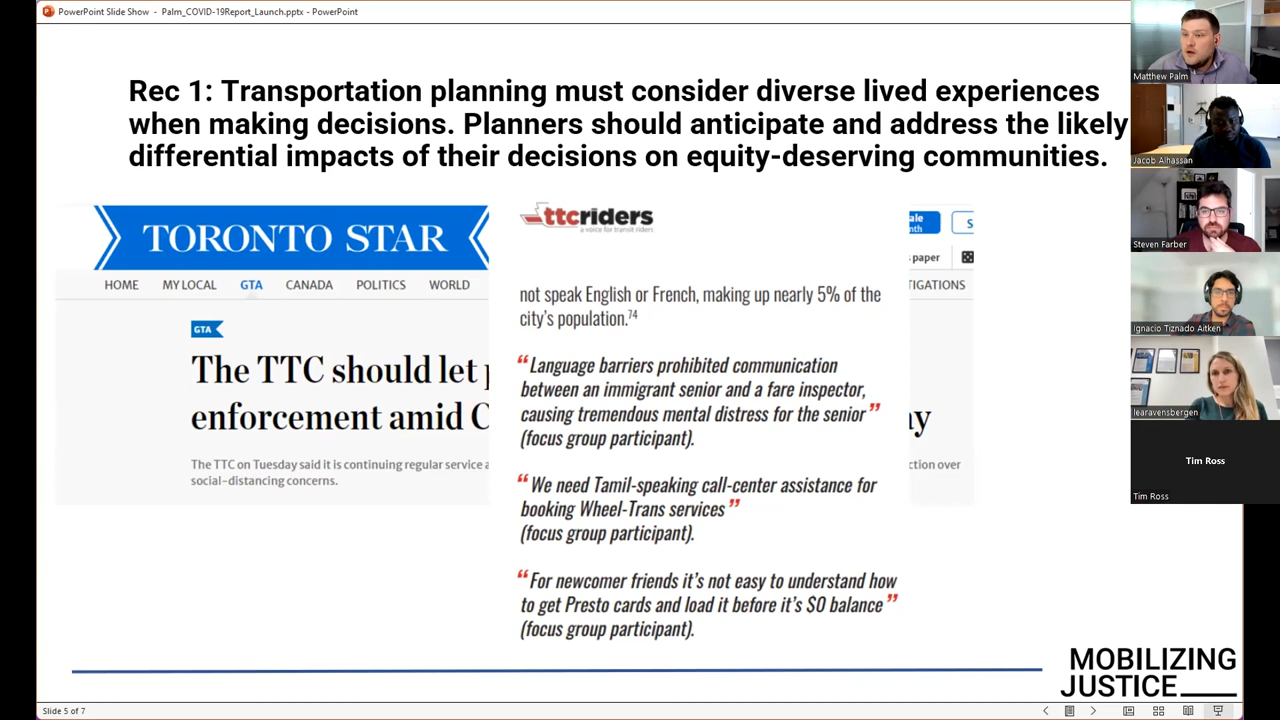 PowerPoint Slide Show - Palm_COVID-19Report_Launch.pptx - PowerPoint
Rec 1: Transportation planning must consider diverse lived experiences
when making decisions. Planners should anticipate and address the likely
differential impacts of their decisions on equity-deserving communities.
TORONTO STAR
HOME MY LOCAL GTA CANADA POLITICS WORLD
GTA
The TTC should let
enforcement amid C
The TTC on Tuesday said it is continuing regular service a
social-distancing concerns.
ttcriders
a voice for transit riders
not speak English or French, making up nearly 5% of the
city's population.74
“Language barriers prohibited communication
between an immigrant senior and a fare inspector,
causing tremendous mental distress for the senior”
(focus group participant).
“We need Tamil-speaking call-center assistance for
booking Wheel-Trans services”
(focus group participant).
“For newcomer friends it's not easy to understand how
to get Presto cards and load it before it's $0 balance”
(focus group participant).
ale
nth
S
paper
TIGATIONS
ay
ction over
MOBILIZING
JUSTICE
Matthew Palm
Jacob Alhassan
Steven Farber
Ignacio Tiznado Aitken
learavensbergen
Tim Ross
Tim Ross
Slide 5 of 7